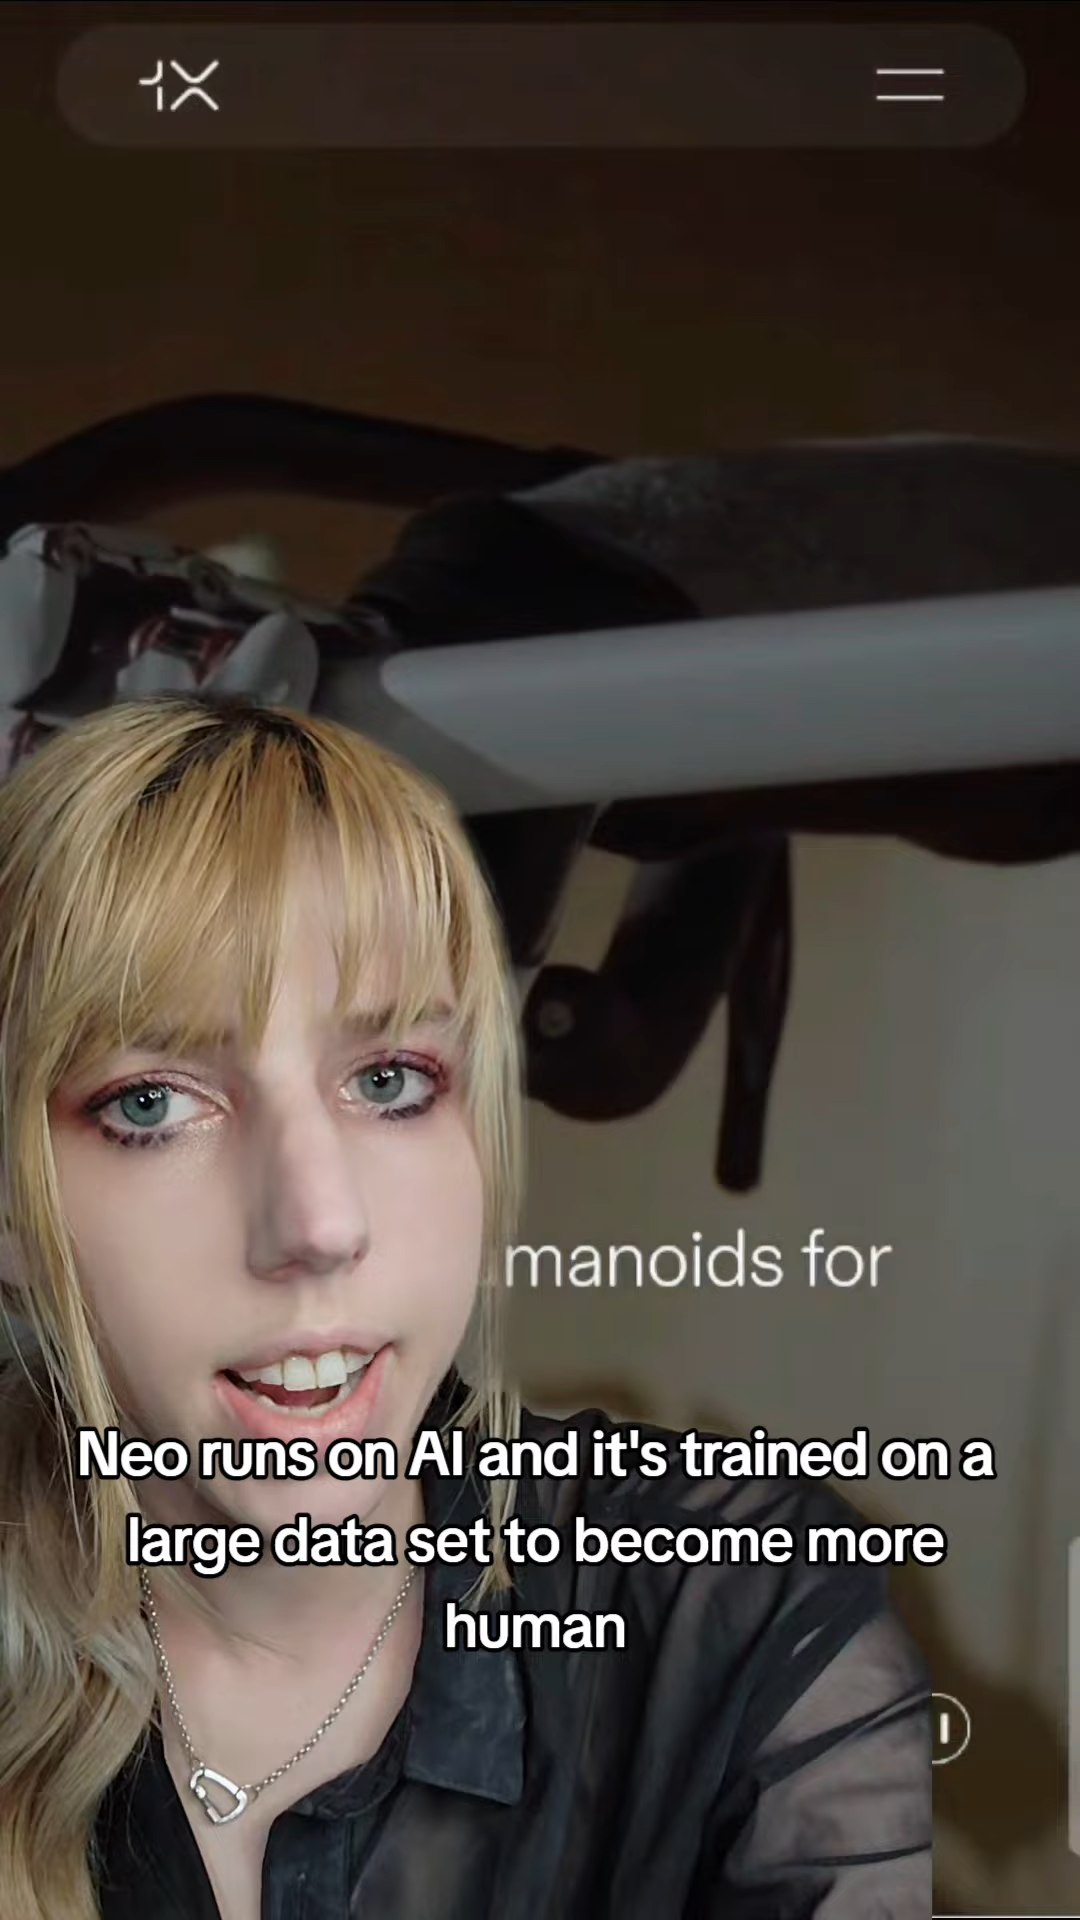 1X
manoids for
Neo runs on AI and it's trained on a
large data set to become more
human